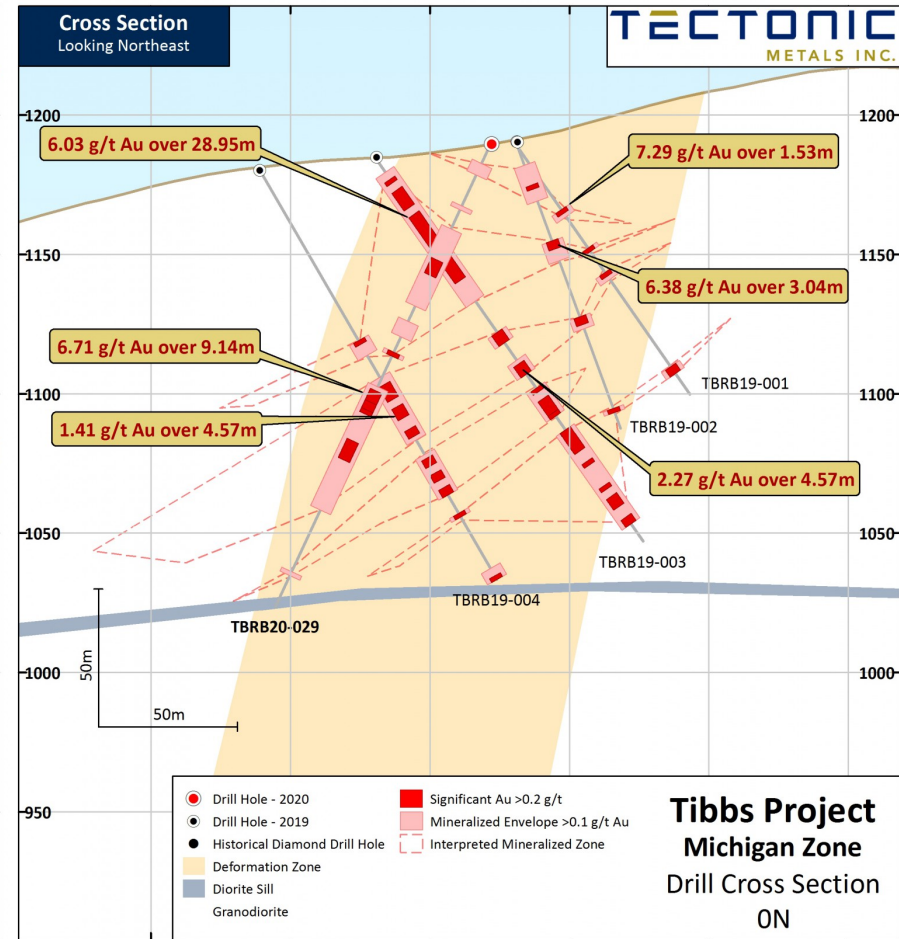 Cross Section
Looking Northeast
TECTONIC
METALS INC.
1200
1200
6.03 g/t Au over 28.95m
7.29 g/t Au over 1.53m
1150
1150
6.38 g/t Au over 3.04m
6.71 g/t Au over 9.14m
1.41 g/t Au over 4.57m
1100
1100
TBRB19-001
TBRB19-002
2.27 g/t Au over 4.57m
1050
1050
TBRB19-003
TBRB19-004
TBRB20-029
50m
50m
1000
1000
950
Drill Hole - 2020
Drill Hole - 2019
Historical Diamond Drill Hole
Deformation Zone
Diorite Sill
Granodiorite
Significant Au >0.2 g/t
Mineralized Envelope >0.1 g/t Au
Interpreted Mineralized Zone
Tibbs Project
Michigan Zone
Drill Cross Section
0N